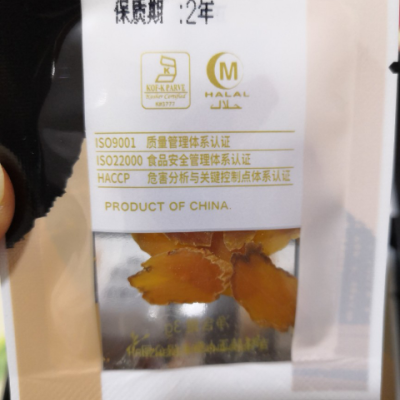 保质期 :2年
KOF-K PARVE
HALAL
حلال
ISO9001 质量管理体系认证
ISO22000 食品安全管理体系认证
HACCP 危害分析与关键控制点体系认证
PRODUCT OF CHINA.